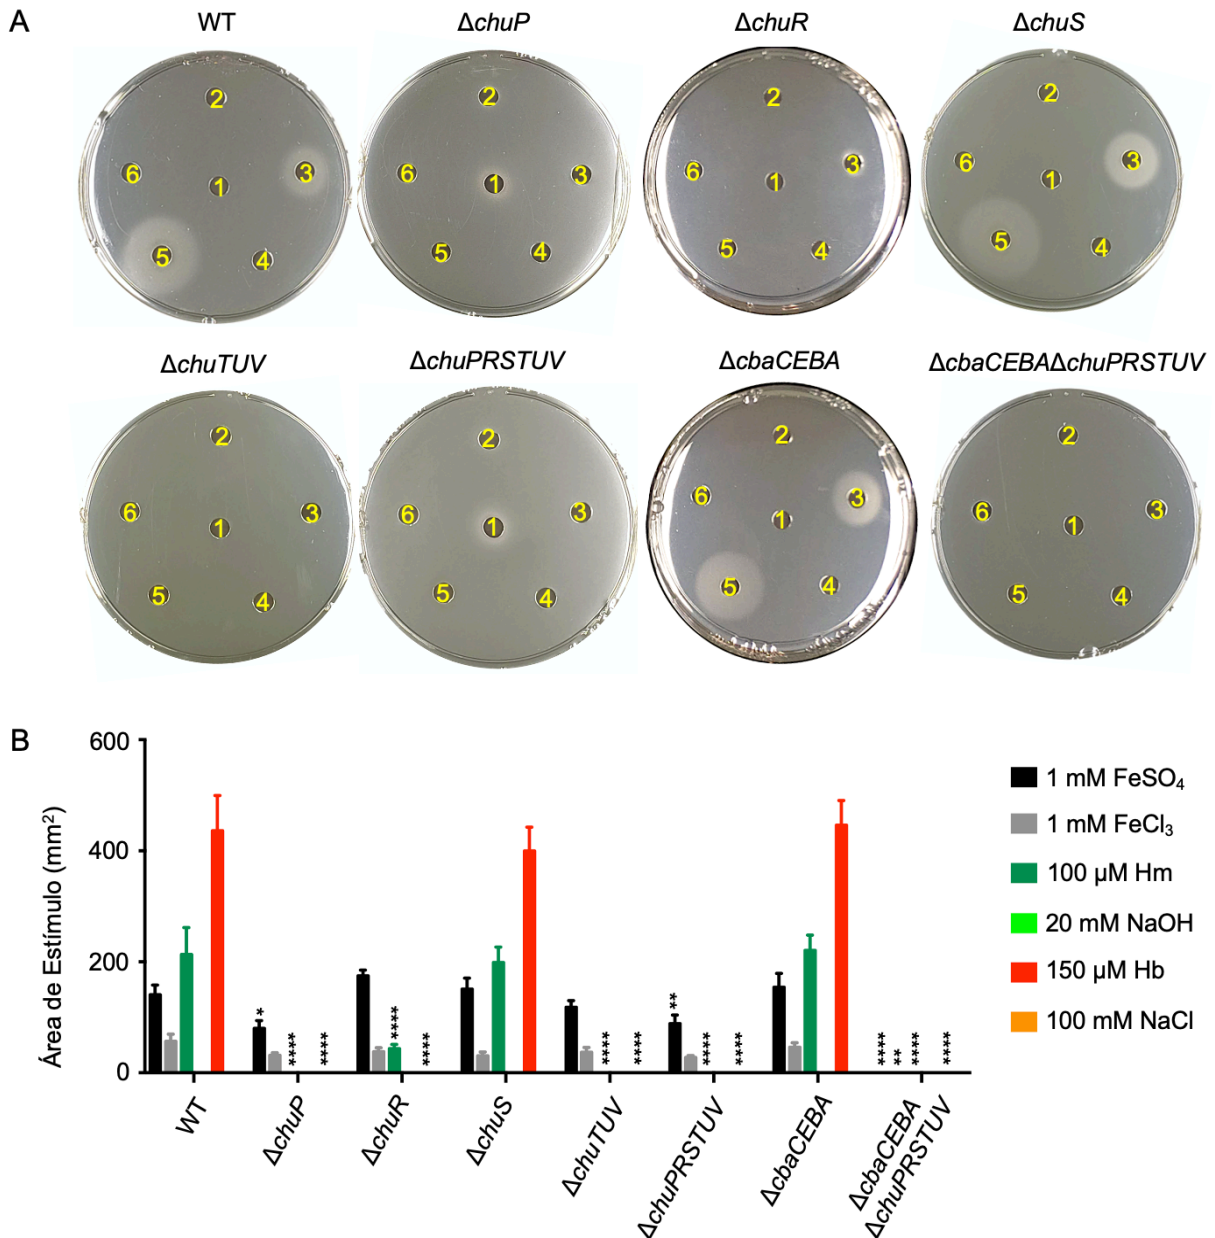 A
WT
ΔchuP
ΔchuR
ΔchuS
2
6
3
1
5
4
2
6
3
1
5
4
2
6
3
1
5
4
2
6
3
1
5
4
ΔchuTUV
ΔchuPRSTUV
ΔcbaCEBA
ΔcbaCEBAΔchuPRSTUV
2
6
3
1
5
4
2
6
3
1
5
4
2
6
3
1
5
4
2
6
3
1
5
4
B
Área de Estímulo (mm²)
600
400
200
0
*
****
****
****
****
****
****
**
****
****
****
**
****
****
WT
ΔchuP
ΔchuR
ΔchuS
ΔchuTUV
ΔchuPRSTUV
ΔcbaCEBA
ΔcbaCEBA
ΔchuPRSTUV
1 mM FeSO₄
1 mM FeCl₃
100 µM Hm
20 mM NaOH
150 µM Hb
100 mM NaCl